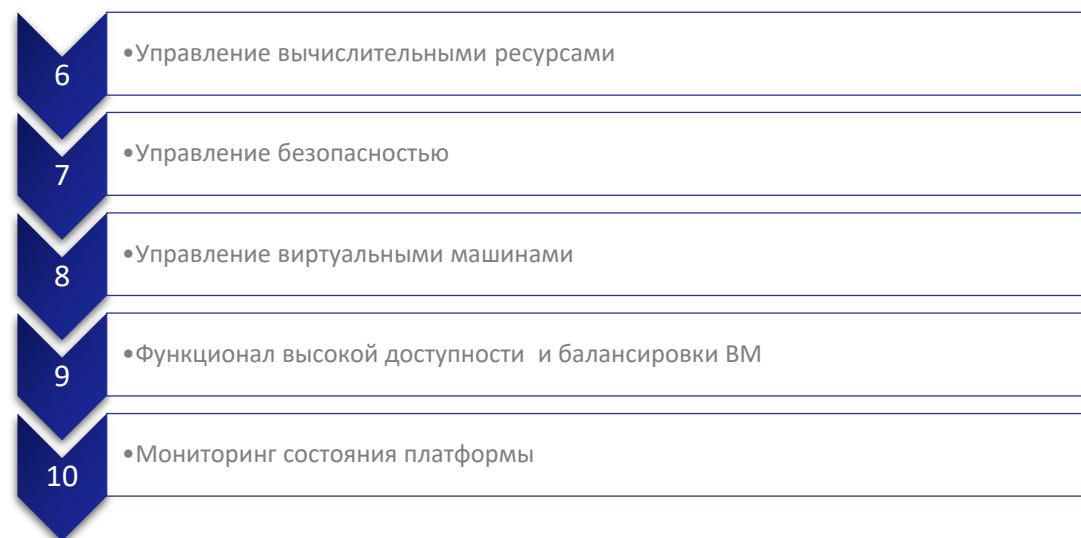 6
•Управление вычислительными ресурсами
7
•Управление безопасностью
8
•Управление виртуальными машинами
9
•Функционал высокой доступности  и балансировки ВМ
10
•Мониторинг состояния платформы